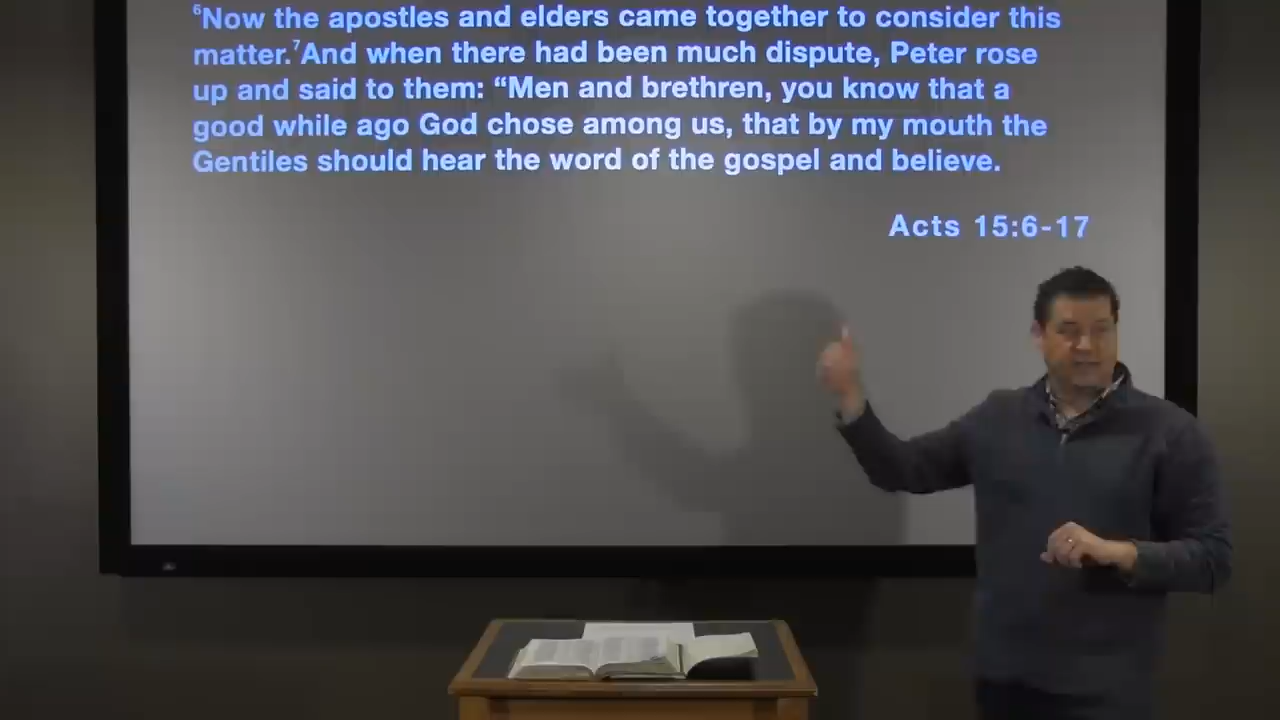 ⁶Now the apostles and elders came together to consider this
matter.⁷And when there had been much dispute, Peter rose
up and said to them: “Men and brethren, you know that a
good while ago God chose among us, that by my mouth the
Gentiles should hear the word of the gospel and believe.
Acts 15:6-17